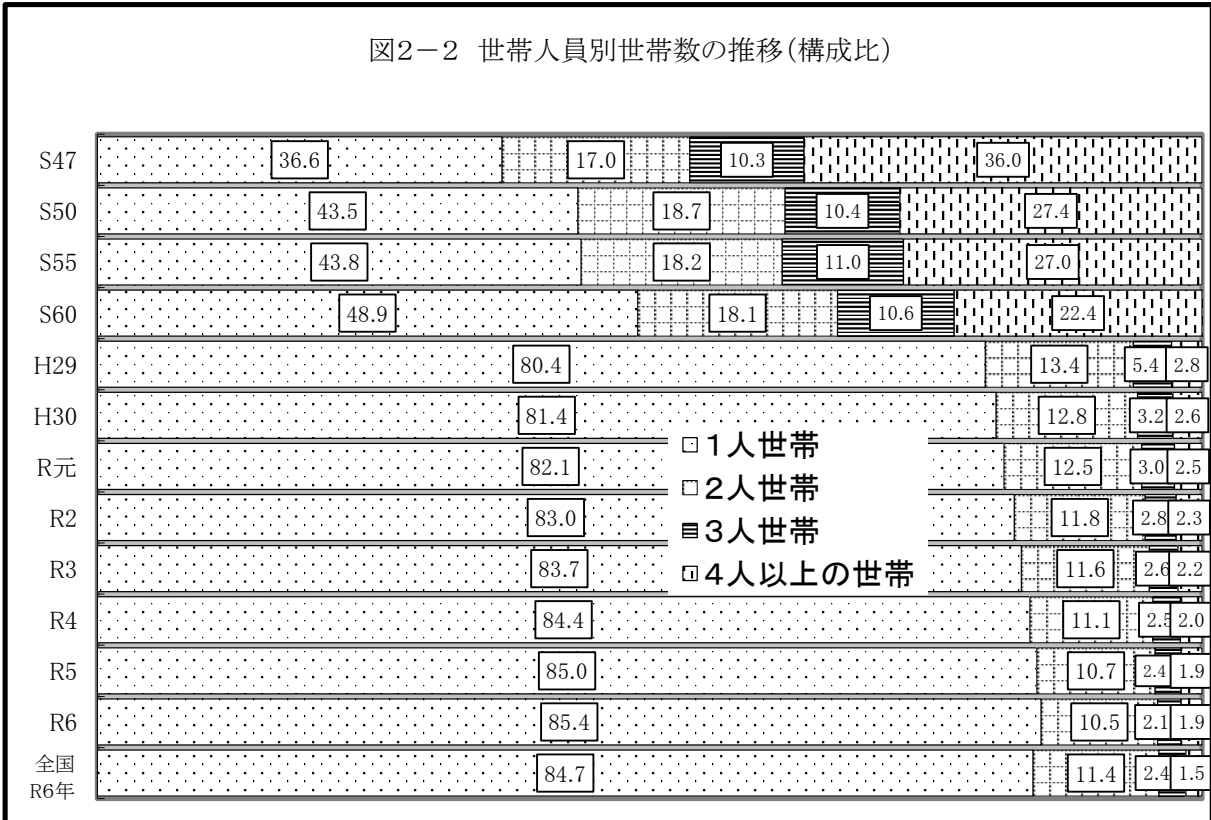 図2－2 世帯人員別世帯数の推移(構成比)
S47 36.6 17.0 10.3 36.0
S50 43.5 18.7 10.4 27.4
S55 43.8 18.2 11.0 27.0
S60 48.9 18.1 10.6 22.4
H29 80.4 13.4 5.4 2.8
H30 81.4 12.8 3.2 2.6
R元 82.1 12.5 3.0 2.5
R2 83.0 11.8 2.8 2.3
R3 83.7 11.6 2.6 2.2
R4 84.4 11.1 2.5 2.0
R5 85.0 10.7 2.4 1.9
R6 85.4 10.5 2.1 1.9
全国
R6年 84.7 11.4 2.4 1.5
1人世帯
2人世帯
3人世帯
4人以上の世帯